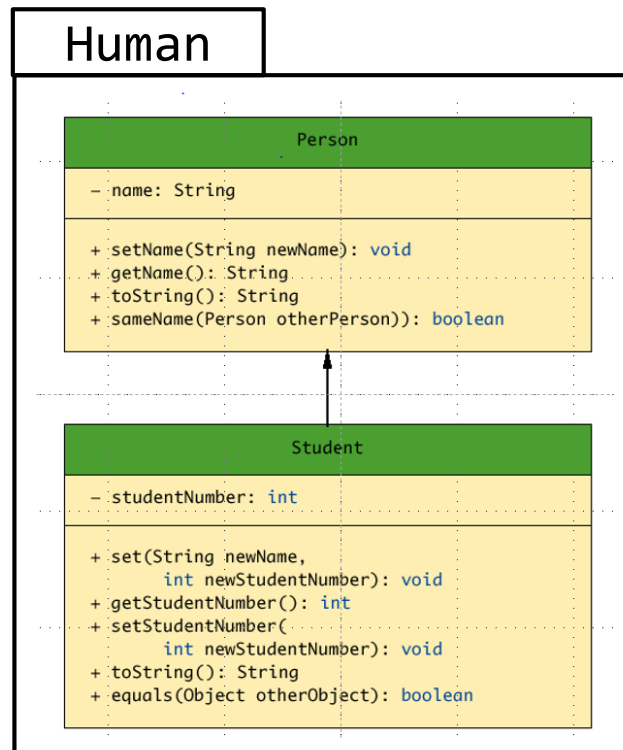 Human
Person
– name: String
+ setName(String newName): void
+ getName(): String
+ toString(): String
+ sameName(Person otherPerson)): boolean
Student
– studentNumber: int
+ set(String newName,
int newStudentNumber): void
+ getStudentNumber(): int
+ setStudentNumber(
int newStudentNumber): void
+ toString(): String
+ equals(Object otherObject): boolean